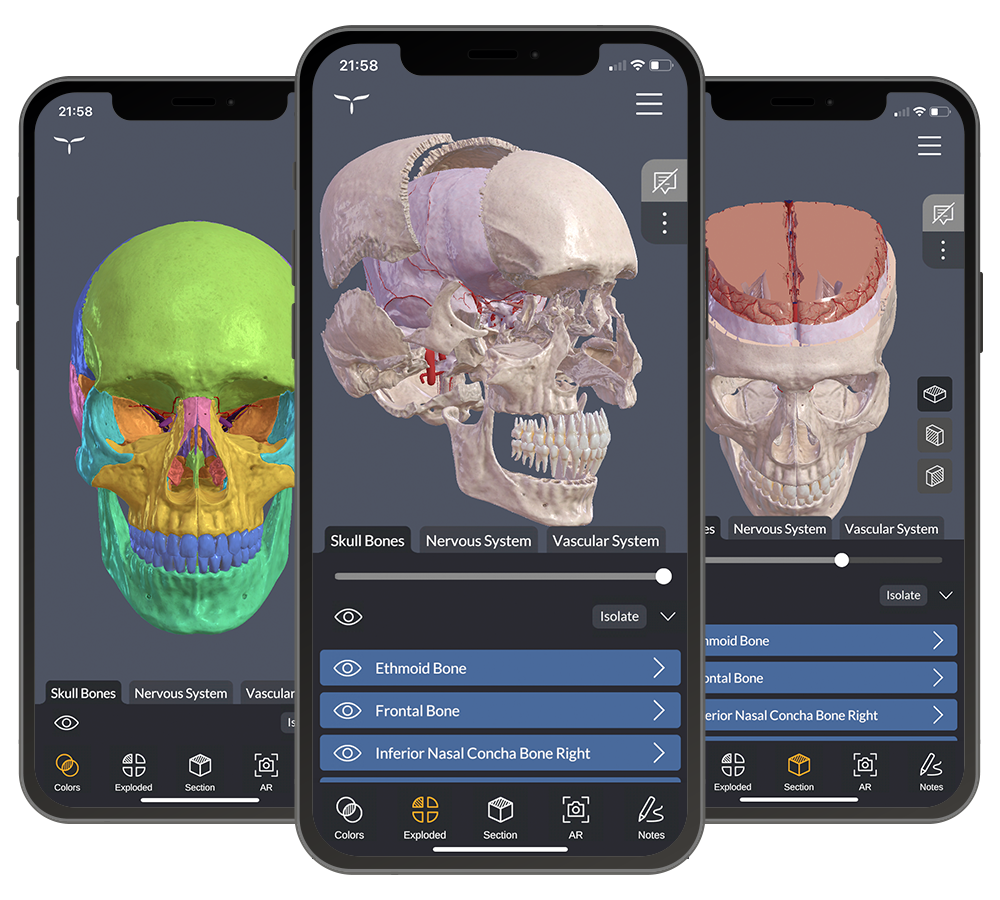 21:58
Skull Bones Nervous System Vascular
Is
Colors Exploded Section AR
21:58
Skull Bones Nervous System Vascular System
Isolate
Ethmoid Bone
Frontal Bone
Inferior Nasal Concha Bone Right
Colors Exploded Section AR Notes
es Nervous System Vascular System
Isolate
hmoid Bone
ontal Bone
erior Nasal Concha Bone Right
Exploded Section AR Notes